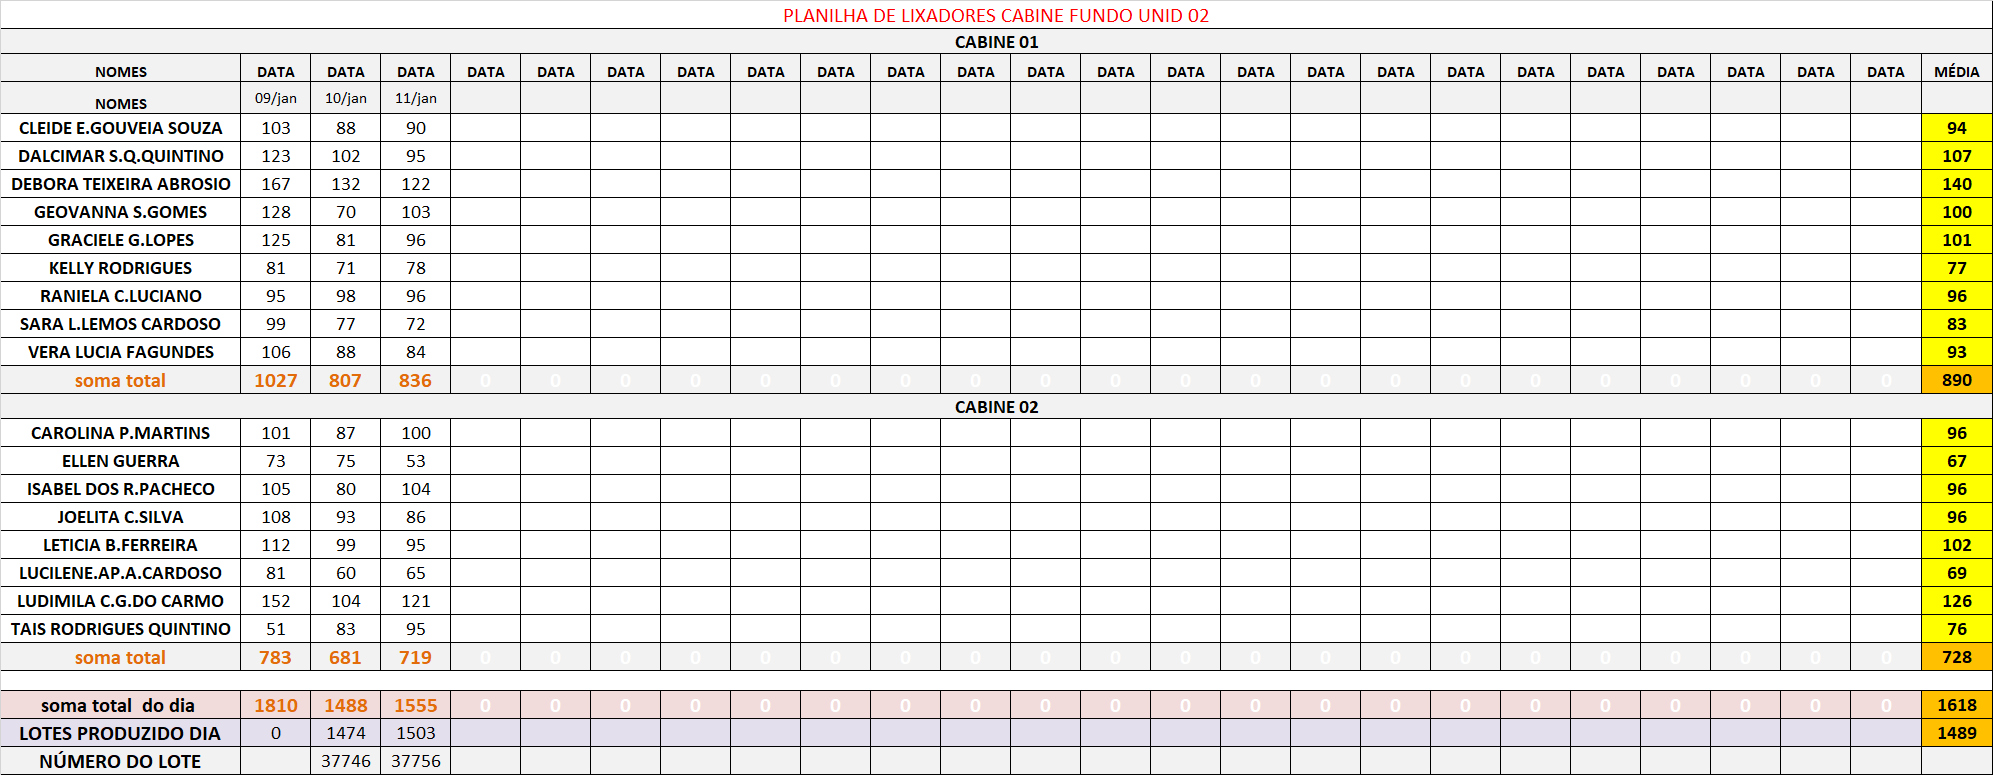 PLANILHA DE LIXADORES CABINE FUNDO UNID 02
CABINE 01
NOMES DATA DATA DATA DATA DATA DATA DATA DATA DATA DATA DATA DATA DATA DATA DATA DATA DATA DATA DATA DATA DATA DATA DATA DATA MÉDIA
NOMES 09/jan 10/jan 11/jan
CLEIDE E.GOUVEIA SOUZA 103 88 90 94
DALCIMAR S.Q.QUINTINO 123 102 95 107
DEBORA TEIXEIRA ABROSIO 167 132 122 140
GEOVANNA S.GOMES 128 70 103 100
GRACIELE G.LOPES 125 81 96 101
KELLY RODRIGUES 81 71 78 77
RANIELA C.LUCIANO 95 98 96 96
SARA L.LEMOS CARDOSO 99 77 72 83
VERA LUCIA FAGUNDES 106 88 84 93
soma total 1027 807 836 0 0 0 0 0 0 0 0 0 0 0 0 0 0 0 0 0 0 0 0 0 890
CABINE 02
CAROLINA P.MARTINS 101 87 100 96
ELLEN GUERRA 73 75 53 67
ISABEL DOS R.PACHECO 105 80 104 96
JOELITA C.SILVA 108 93 86 96
LETICIA B.FERREIRA 112 99 95 102
LUCILENE.AP.A.CARDOSO 81 60 65 69
LUDIMILA C.G.DO CARMO 152 104 121 126
TAIS RODRIGUES QUINTINO 51 83 95 76
soma total 783 681 719 0 0 0 0 0 0 0 0 0 0 0 0 0 0 0 0 0 0 0 0 0 728
soma total do dia 1810 1488 1555 0 0 0 0 0 0 0 0 0 0 0 0 0 0 0 0 0 0 0 0 0 1618
LOTES PRODUZIDO DIA 0 1474 1503 1489
NÚMERO DO LOTE 37746 37756